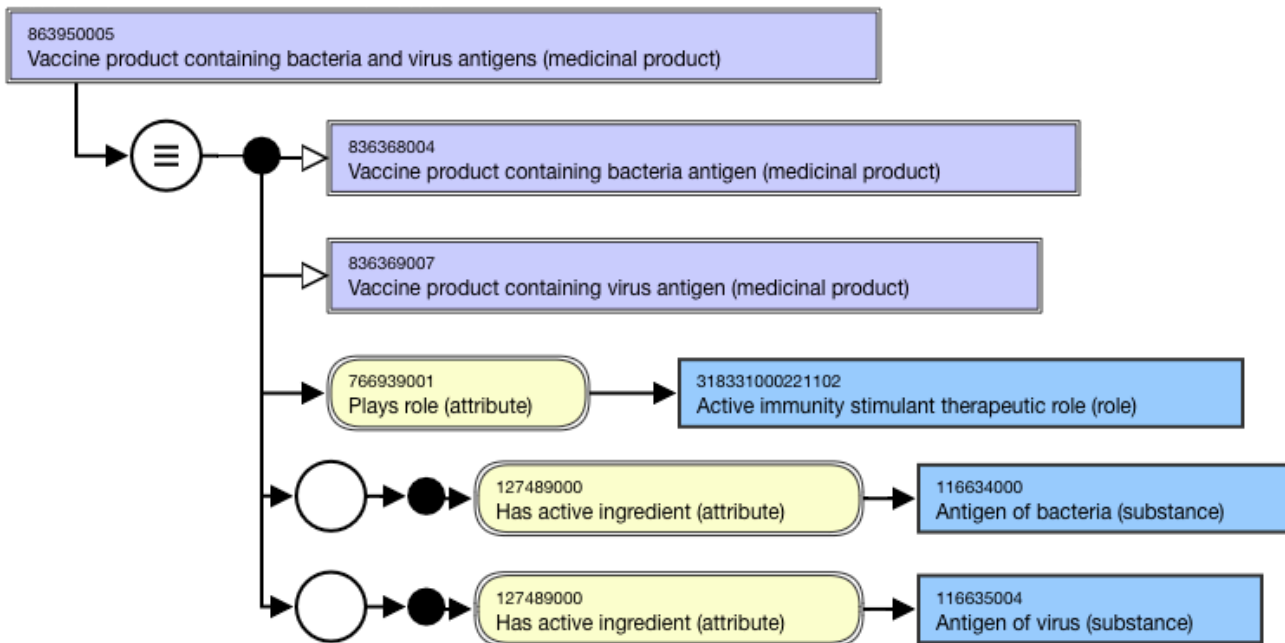 863950005
Vaccine product containing bacteria and virus antigens (medicinal product)
836368004
Vaccine product containing bacteria antigen (medicinal product)
836369007
Vaccine product containing virus antigen (medicinal product)
766939001
Plays role (attribute)
318331000221102
Active immunity stimulant therapeutic role (role)
127489000
Has active ingredient (attribute)
116634000
Antigen of bacteria (substance)
127489000
Has active ingredient (attribute)
116635004
Antigen of virus (substance)